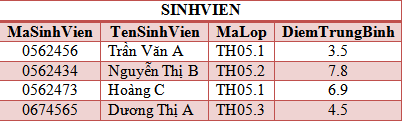 SINHVIEN
MaSinhVien TenSinhVien MaLop DiemTrungBinh
0562456 Trần Văn A TH05.1 3.5
0562434 Nguyễn Thị B TH05.2 7.8
0562473 Hoàng C TH05.1 6.9
0674565 Dương Thị A TH05.3 4.5